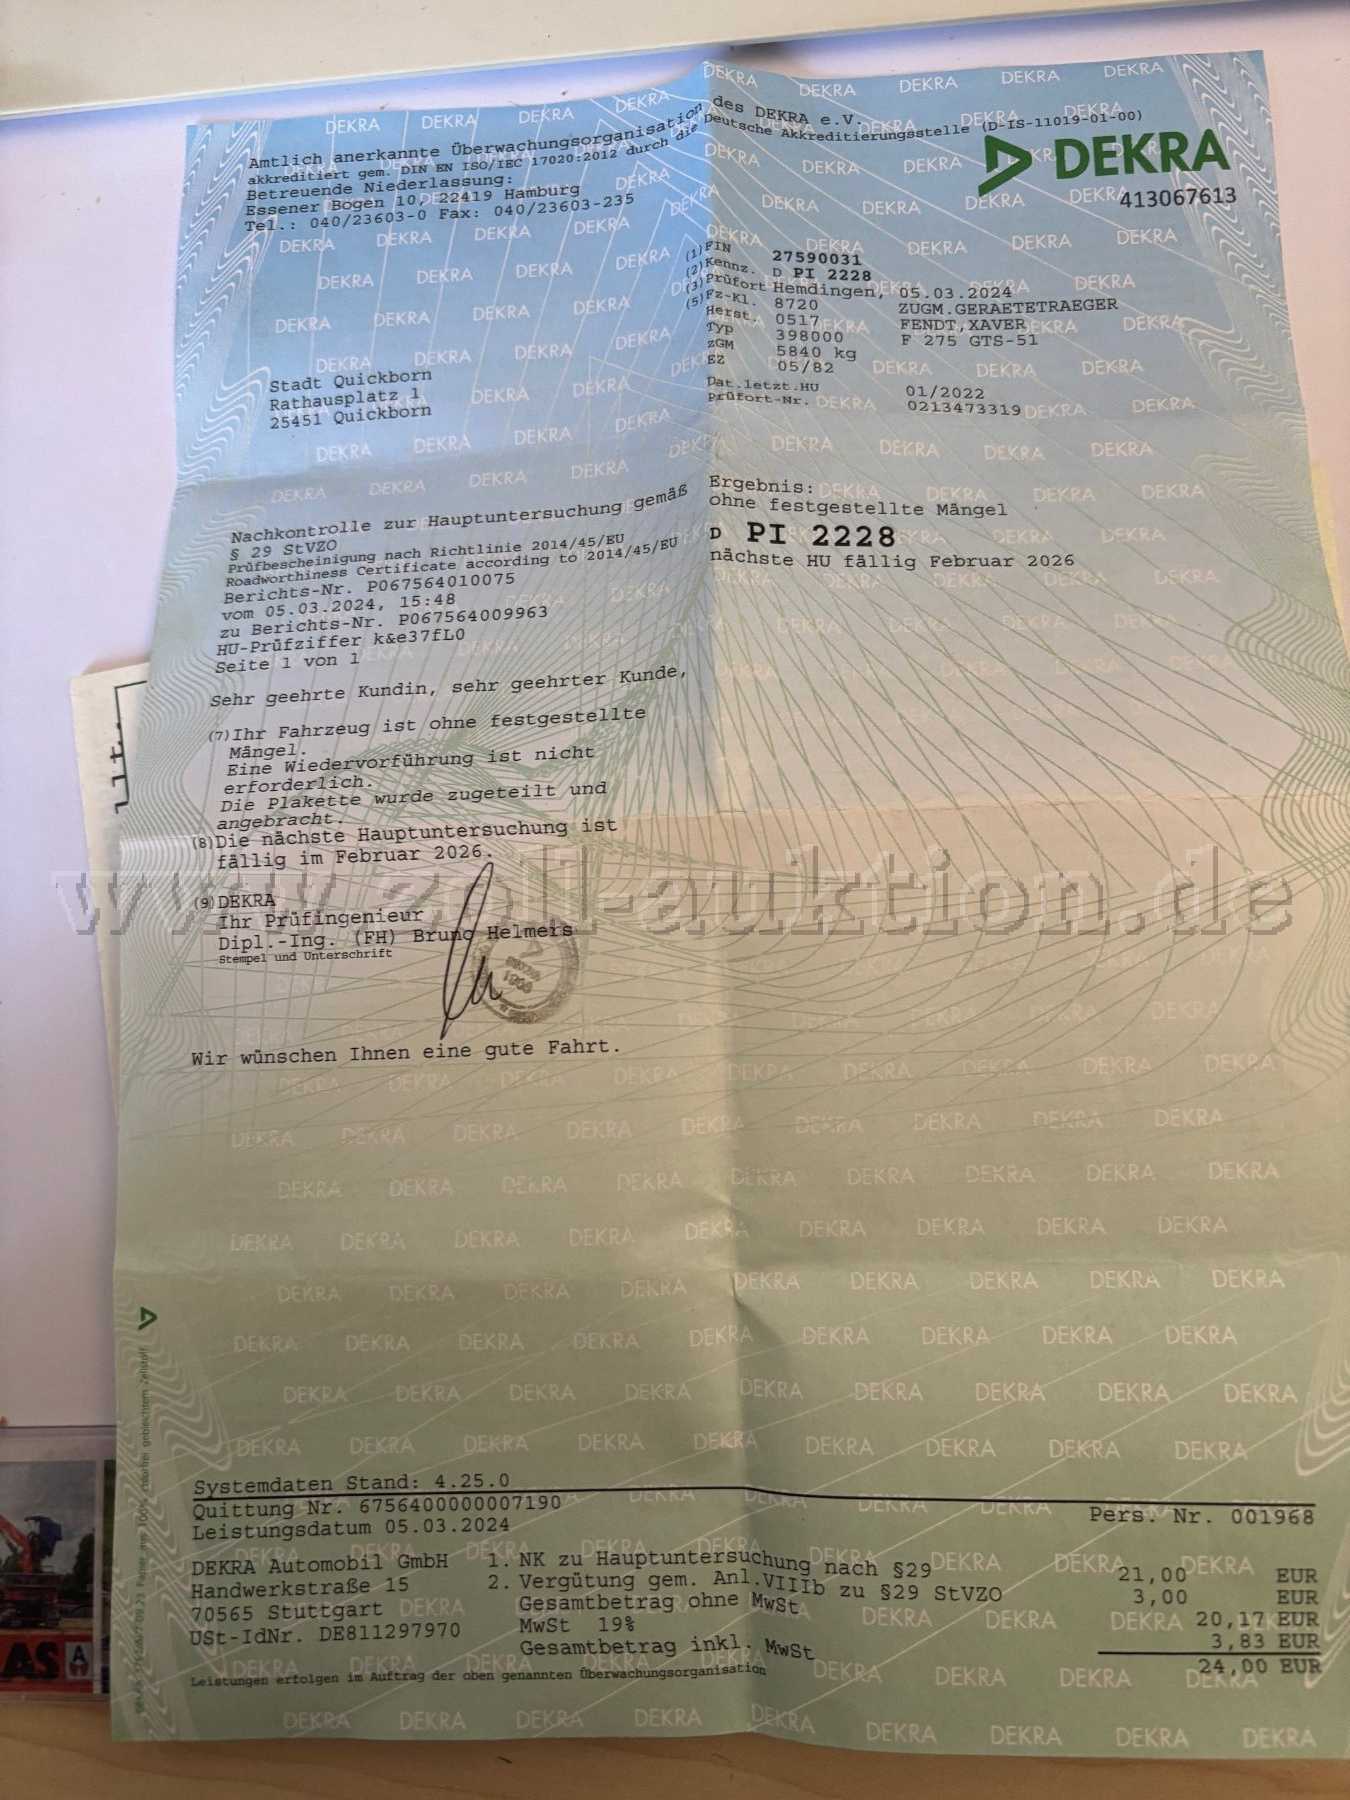 Amtlich anerkannte Überwachungsorganisation des DEKRA e.V.
akkreditiert gem. DIN EN ISO/IEC 17020:2012 durch die Deutsche Akkreditierungsstelle (D-IS-11019-01-00)
Betreuende Niederlassung:
Essener Bogen 10, 22419 Hamburg
Tel.: 040/23603-0 Fax: 040/23603-235
DEKRA
413067613
(1) FIN 27590031
(2) Kennz. D PI 2228
(3) Prüfort Hemdingen, 05.03.2024
(5) Fz-Kl. 8720 ZUGM.GERAETETRAEGER
Herst. 0517 FENDT,XAVER
Typ 398000 F 275 GTS-51
zGM 5840 kg
EZ 05/82
Dat.letzt.HU 01/2022
Prüfort-Nr. 0213473319
Stadt Quickborn
Rathausplatz 1
25451 Quickborn
Nachkontrolle zur Hauptuntersuchung gemäß
§ 29 StVZO
Prüfbescheinigung nach Richtlinie 2014/45/EU
Roadworthiness Certificate according to 2014/45/EU
Berichts-Nr. P067564010075
vom 05.03.2024, 15:48
zu Berichts-Nr. P067564009963
HU-Prüfziffer k&e37fL0
Seite 1 von 1
Ergebnis:
ohne festgestellte Mängel
D PI 2228
nächste HU fällig Februar 2026
Sehr geehrte Kundin, sehr geehrter Kunde,
(7) Ihr Fahrzeug ist ohne festgestellte
Mängel.
Eine Wiedervorführung ist nicht
erforderlich.
Die Plakette wurde zugeteilt und
angebracht.
(8) Die nächste Hauptuntersuchung ist
fällig im Februar 2026.
www.zoll-auktion.de
(9) DEKRA
Ihr Prüfingenieur
Dipl.-Ing. (FH) Bruno Helmers
Stempel und Unterschrift
Wir wünschen Ihnen eine gute Fahrt.
Systemdaten Stand: 4.25.0
Quittung Nr. 6756400000007190
Leistungsdatum 05.03.2024
Pers. Nr. 001968
DEKRA Automobil GmbH
Handwerkstraße 15
70565 Stuttgart
USt-IdNr. DE811297970
1. NK zu Hauptuntersuchung nach §29 21,00 EUR
2. Vergütung gem. Anl.VIIIb zu §29 StVZO 3,00 EUR
Gesamtbetrag ohne MwSt 20,17 EUR
MwSt 19% 3,83 EUR
Gesamtbetrag inkl. MwSt 24,00 EUR
Leistungen erfolgen im Auftrag der oben genannten Überwachungsorganisation
AS